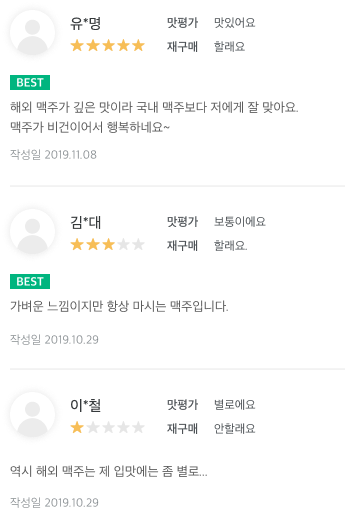 유*명
맛평가 맛있어요
재구매 할래요
BEST
해외 맥주가 깊은 맛이라 국내 맥주보다 저에게 잘 맞아요.
맥주가 비건이어서 행복하네요~
작성일 2019.11.08
김*대
맛평가 보통이에요
재구매 할래요.
BEST
가벼운 느낌이지만 항상 마시는 맥주입니다.
작성일 2019.10.29
이*철
맛평가 별로에요
재구매 안할래요
역시 해외 맥주는 제 입맛에는 좀 별로...
작성일 2019.10.29